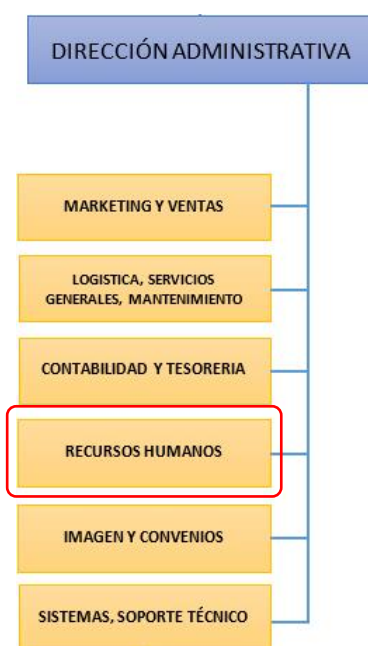 DIRECCIÓN ADMINISTRATIVA
MARKETING Y VENTAS
LOGISTICA, SERVICIOS
GENERALES, MANTENIMIENTO
CONTABILIDAD Y TESORERIA
RECURSOS HUMANOS
IMAGEN Y CONVENIOS
SISTEMAS, SOPORTE TÉCNICO